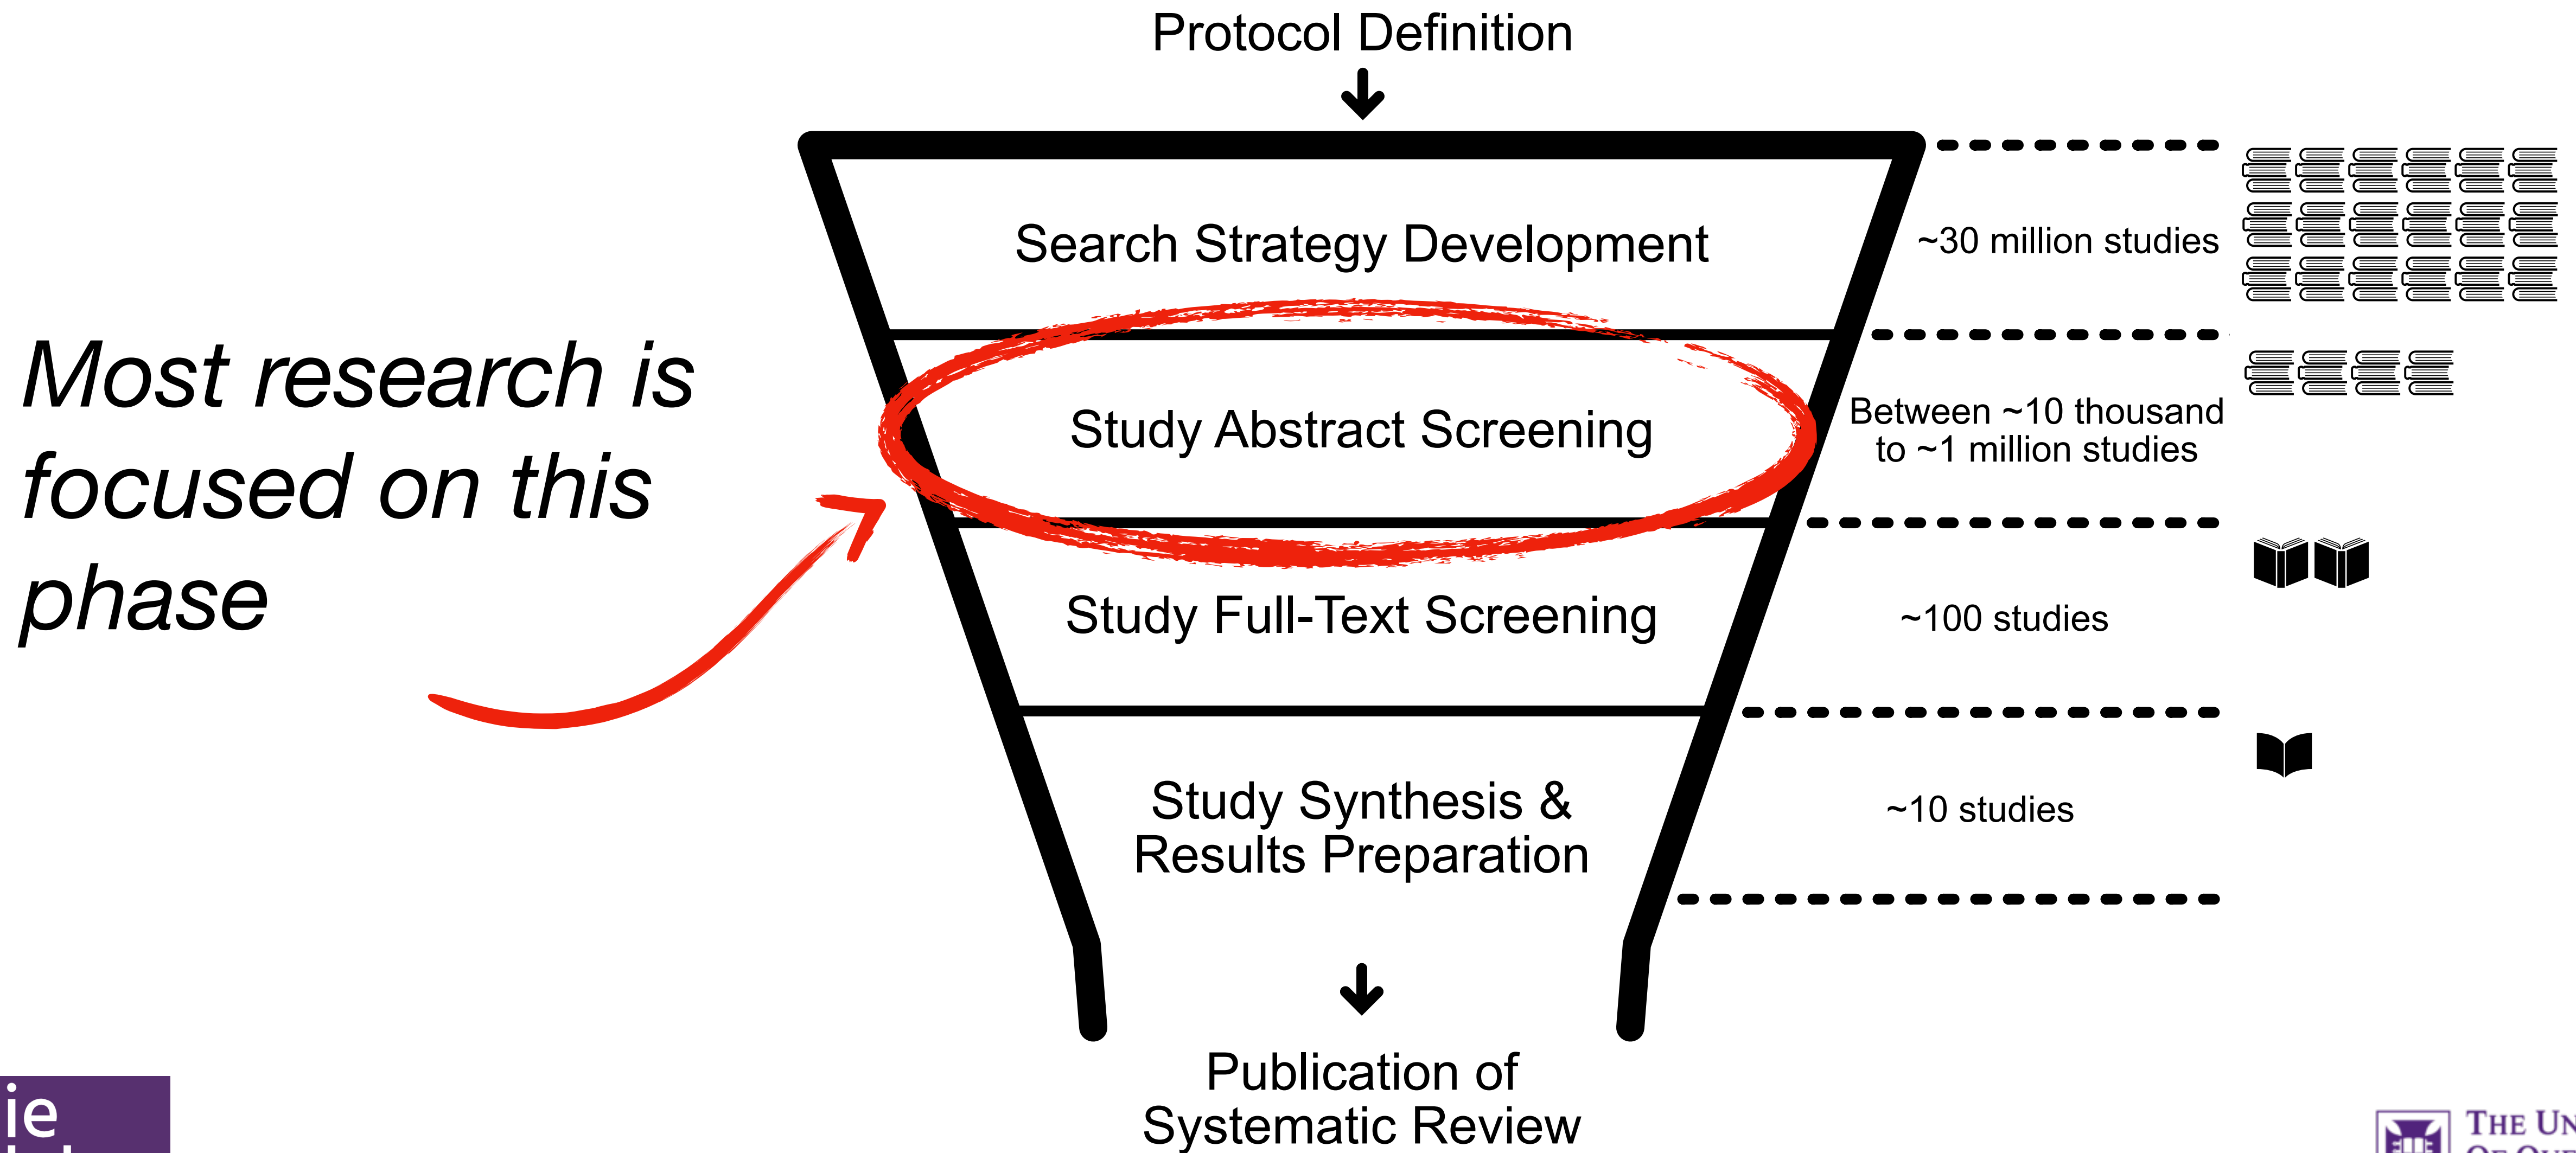 Protocol Definition
Search Strategy Development
~30 million studies
Most research is
focused on this
phase
Study Abstract Screening
Between ~10 thousand
to ~1 million studies
Study Full-Text Screening
~100 studies
Study Synthesis &
Results Preparation
~10 studies
Publication of
Systematic Review
ie
THE UN